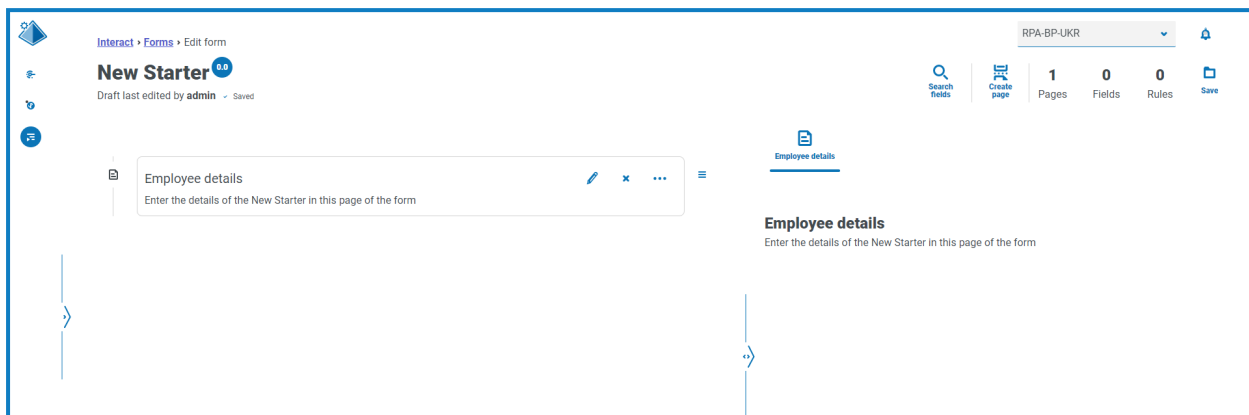 RPA-BP-UKR
Interact › Forms › Edit form
New Starter 0.0
Draft last edited by admin ✓ Saved
Search fields
Create page
1 Pages
0 Fields
0 Rules
Save
Employee details
Employee details
Enter the details of the New Starter in this page of the form
Employee details
Enter the details of the New Starter in this page of the form